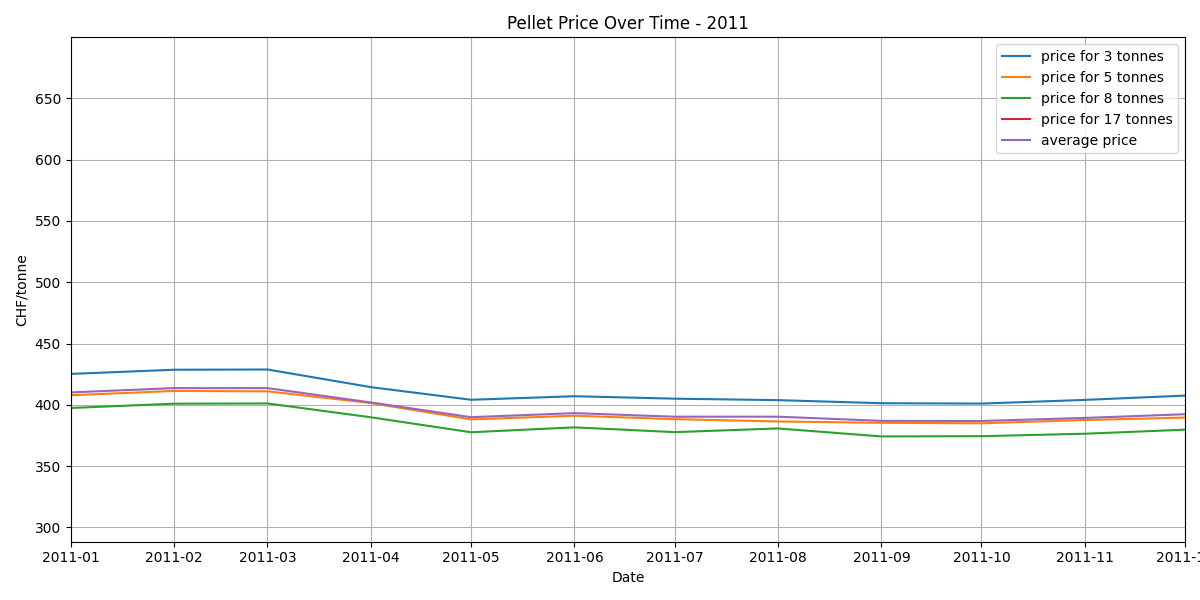 Pellet Price Over Time - 2011
price for 3 tonnes
price for 5 tonnes
price for 8 tonnes
price for 17 tonnes
average price
CHF/tonne
650
600
550
500
450
400
350
300
2011-01 2011-02 2011-03 2011-04 2011-05 2011-06 2011-07 2011-08 2011-09 2011-10 2011-11 2011-1
Date